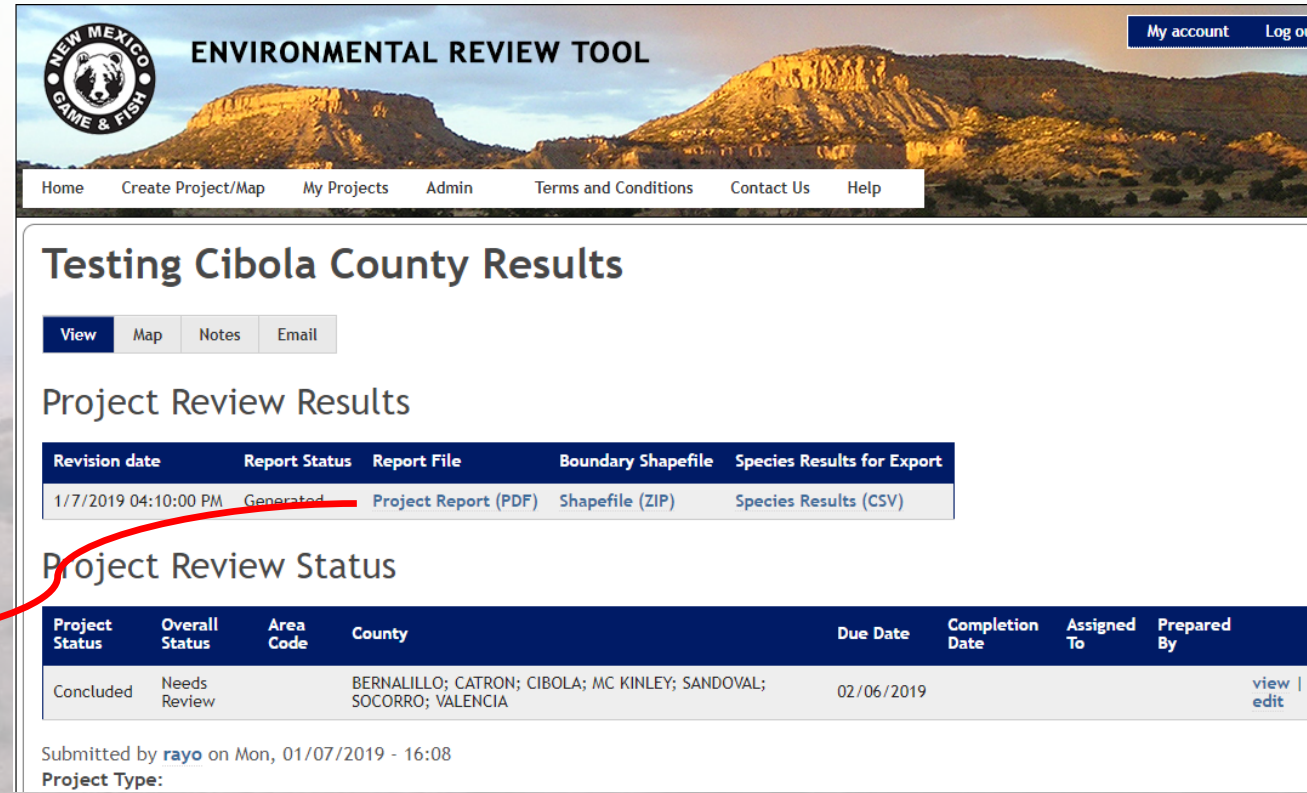 NEW MEXICO
GAME & FISH
ENVIRONMENTAL REVIEW TOOL
My account Log ou
Home Create Project/Map My Projects Admin Terms and Conditions Contact Us Help
Testing Cibola County Results
View Map Notes Email
Project Review Results
Revision date Report Status Report File Boundary Shapefile Species Results for Export
1/7/2019 04:10:00 PM Generated Project Report (PDF) Shapefile (ZIP) Species Results (CSV)
Project Review Status
Project Status Overall Status Area Code County Due Date Completion Date Assigned To Prepared By
Concluded Needs Review BERNALILLO; CATRON; CIBOLA; MC KINLEY; SANDOVAL; 02/06/2019 view |
SOCORRO; VALENCIA edit
Submitted by rayo on Mon, 01/07/2019 - 16:08
Project Type: